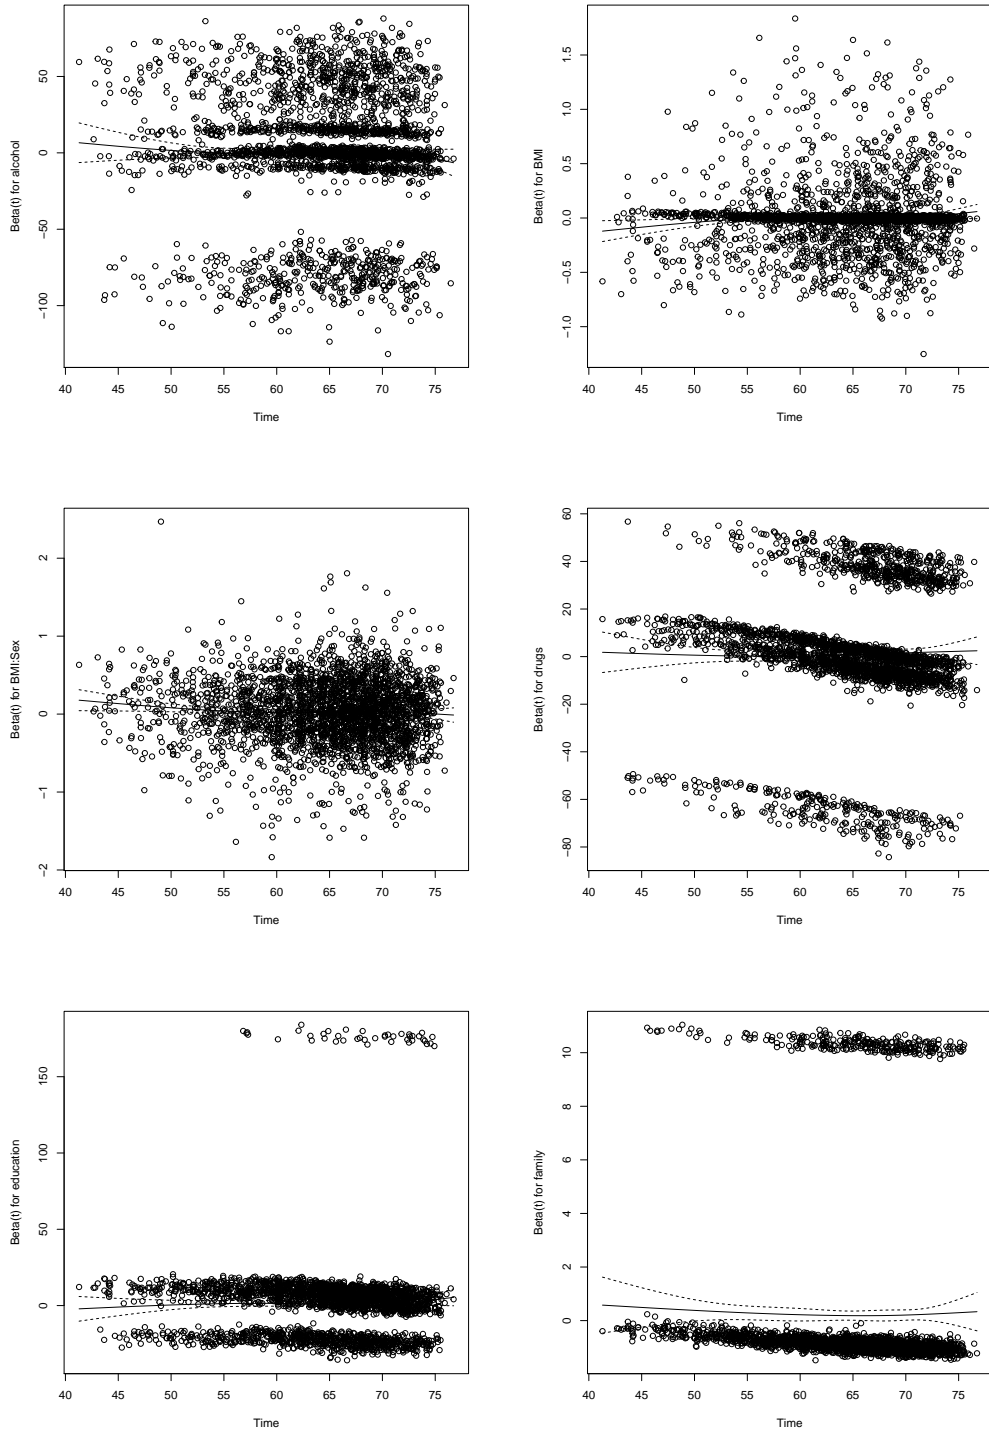 Beta(t) for alcohol
50
0
−50
−100
40 45 50 55 60 65 70 75
Time
Beta(t) for BMI
1.5
1.0
0.5
0.0
−0.5
−1.0
40 45 50 55 60 65 70 75
Time
Beta(t) for BMI:Sex
2
1
0
−1
−2
40 45 50 55 60 65 70 75
Time
Beta(t) for drugs
60
40
20
0
−20
−40
−60
−80
40 45 50 55 60 65 70 75
Time
Beta(t) for education
150
100
50
0
40 45 50 55 60 65 70 75
Time
Beta(t) for family
10
8
6
4
2
0
40 45 50 55 60 65 70 75
Time